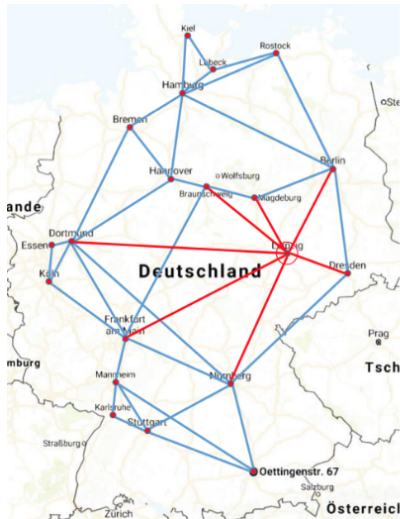 Kiel
Rostock
Lübeck
Hamburg
Bremen
Hannover
Wolfsburg
Braunschweig
Magdeburg
Berlin
ande
Dortmund
Essen
Köln
Deutschland
Leipzig
Dresden
Frankfurt
am Main
Prag
mburg
Tsch
Nürnberg
Mannheim
Karlsruhe
Stuttgart
Straßburg
Oettingenstr. 67
Salzburg
Zürich
Österreich